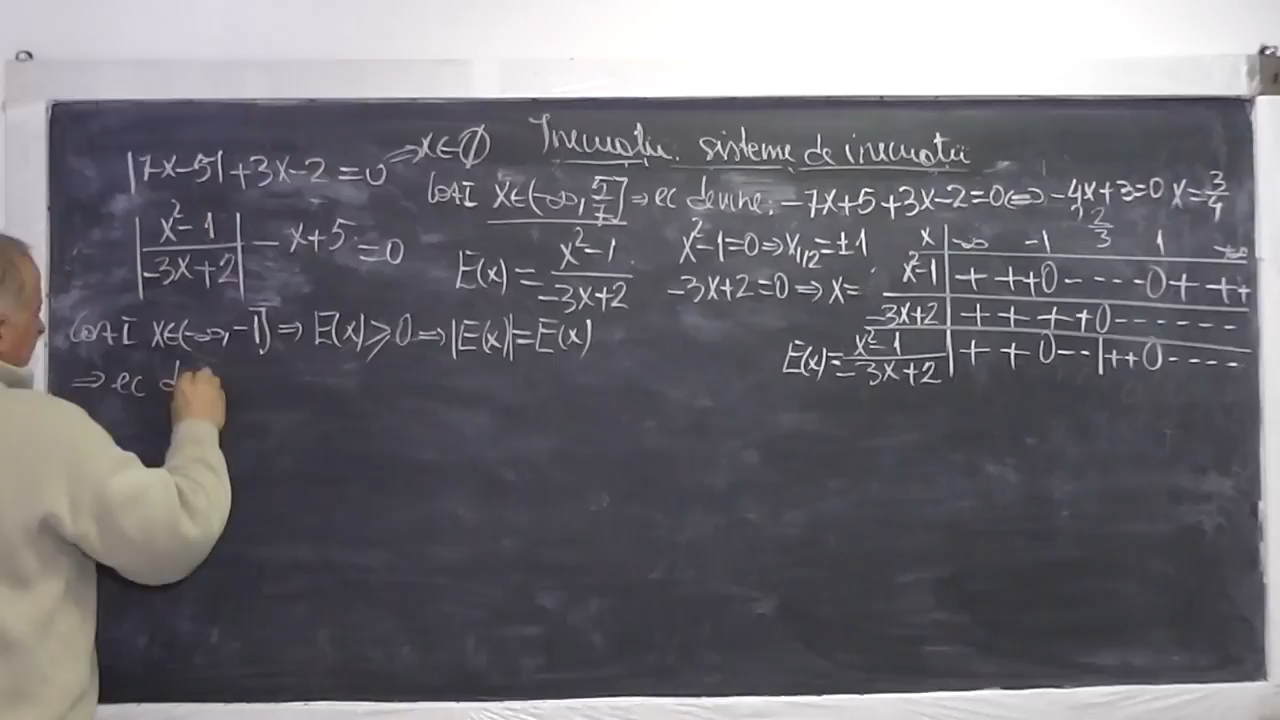 Inecuații. sisteme de inecuații
|7x-5|+3x-2=0 ⇒ x∈∅
CAZ I x∈(-∞, 5/7] ⇒ ec devine: -7x+5+3x-2=0 ⇔ -4x+3=0 x=3/4
|x²-1 / -3x+2| - x+5=0
E(x)= x²-1 / -3x+2
x²-1=0 ⇒ x₁,₂=±1
-3x+2=0 ⇒ x=
x | -∞ -1 2/3 1 +∞
x²-1 | + + + 0 - - - - 0 + + +
-3x+2 | + + + + 0 - - - - - -
E(x)= x²-1 / -3x+2 | + + 0 - - | + + 0 - - - -
CAZ I x∈(-∞, -1] ⇒ E(x)≥0 ⇒ |E(x)|=E(x)
⇒ ec d